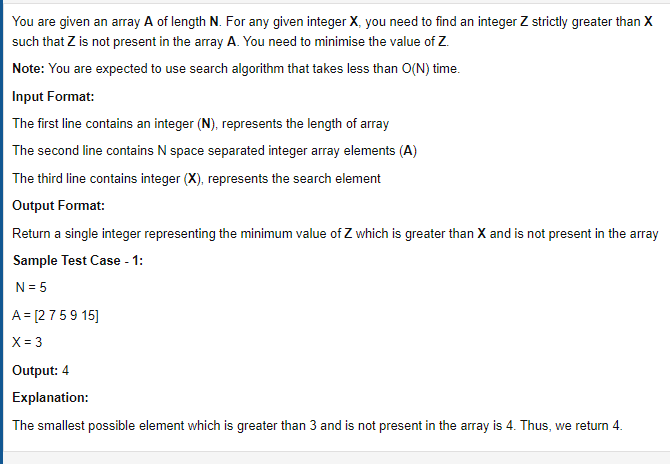 You are given an array A of length N. For any given integer X, you need to find an integer Z strictly greater than X
such that Z is not present in the array A. You need to minimise the value of Z.
Note: You are expected to use search algorithm that takes less than O(N) time.
Input Format:
The first line contains an integer (N), represents the length of array
The second line contains N space separated integer array elements (A)
The third line contains integer (X), represents the search element
Output Format:
Return a single integer representing the minimum value of Z which is greater than X and is not present in the array
Sample Test Case - 1:
N = 5
A = [2 7 5 9 15]
X = 3
Output: 4
Explanation:
The smallest possible element which is greater than 3 and is not present in the array is 4. Thus, we return 4.